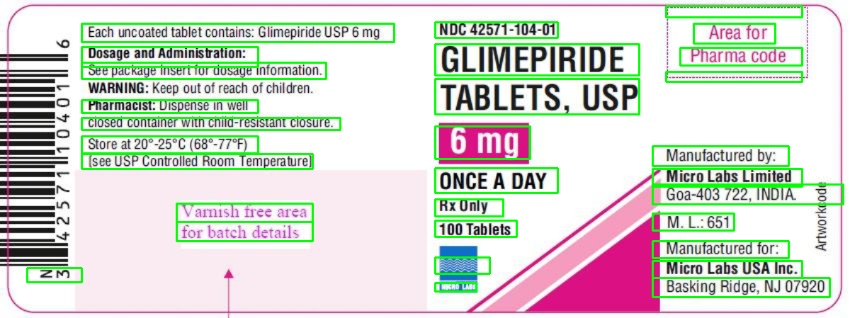 Each uncoated tablet contains: Glimepiride USP 6 mg
Dosage and Administration:
See package insert for dosage information.
WARNING: Keep out of reach of children.
Pharmacist: Dispense in well
closed container with child-resistant closure.
Store at 20°-25°C (68°-77°F)
[see USP Controlled Room Temperature]
Varnish free area
for batch details
N
3 42571 10401 6
NDC 42571-104-01
GLIMEPIRIDE
TABLETS, USP
6 mg
ONCE A DAY
Rx Only
100 Tablets
MICRO LABS
Area for
Pharma code
Manufactured by:
Micro Labs Limited
Goa-403 722, INDIA.
M. L.: 651
Manufactured for:
Micro Labs USA Inc.
Basking Ridge, NJ 07920
Artworkcode